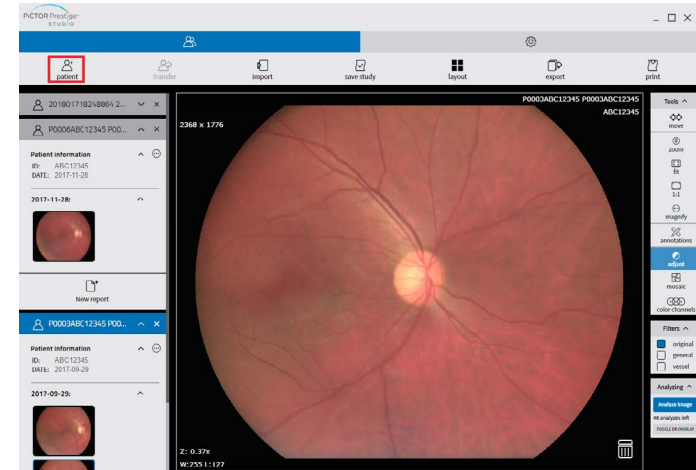 PiCTOR Prestige
STUDIO
patient
transfer
import
save study
layout
export
print
201801718248864 2...
P0006ABC12345 P00...
Patient information
ID: ABC12345
DATE: 2017-11-28
2017-11-28:
New report
P0003ABC12345 P00...
Patient information
ID: ABC12345
DATE: 2017-09-29
2017-09-29:
2368 x 1776
P0003ABC12345 P0003ABC12345
ABC12345
Z: 0.37x
W:255 L:127
Tools
move
zoom
fit
1:1
magnify
annotations
adjust
mosaic
color channels
Filters
original
general
vessel
Analyzing
Analyze Image
46 analyzes left
TOGGLE DR OVERLAY